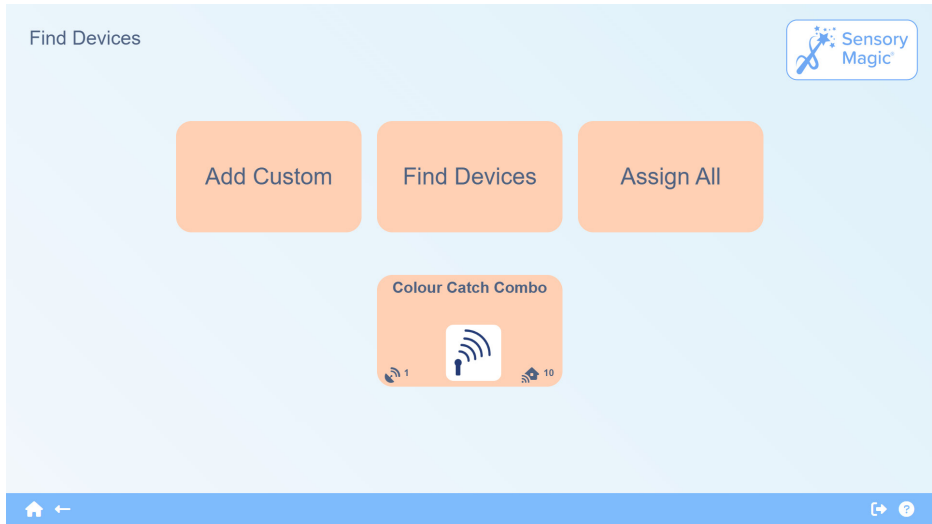 Find Devices
Sensory
Magic®
Add Custom
Find Devices
Assign All
Colour Catch Combo
1
10
?